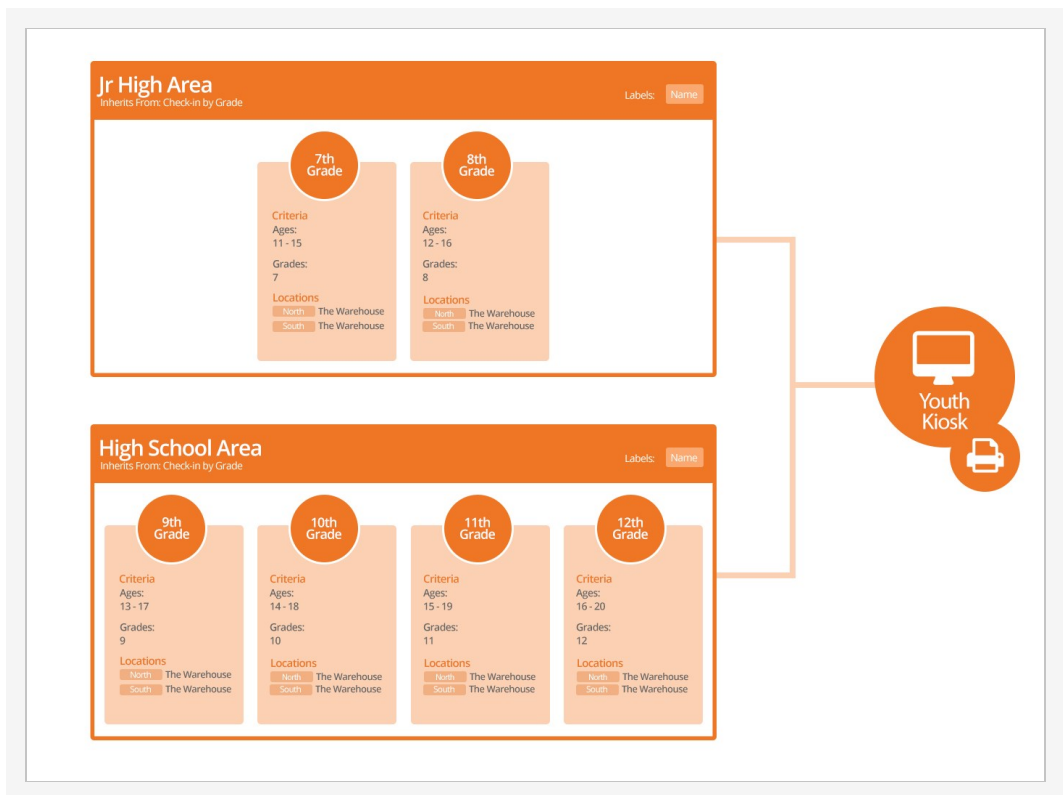 Jr High Area
Inherits From: Check-in by Grade
Labels: Name
7th
Grade
Criteria
Ages:
11 - 15
Grades:
7
Locations
North The Warehouse
South The Warehouse
8th
Grade
Criteria
Ages:
12 - 16
Grades:
8
Locations
North The Warehouse
South The Warehouse
High School Area
Inherits From: Check-in by Grade
Labels: Name
9th
Grade
Criteria
Ages:
13 - 17
Grades:
9
Locations
North The Warehouse
South The Warehouse
10th
Grade
Criteria
Ages:
14 - 18
Grades:
10
Locations
North The Warehouse
South The Warehouse
11th
Grade
Criteria
Ages:
15 - 19
Grades:
11
Locations
North The Warehouse
South The Warehouse
12th
Grade
Criteria
Ages:
16 - 20
Grades:
12
Locations
North The Warehouse
South The Warehouse
Youth
Kiosk